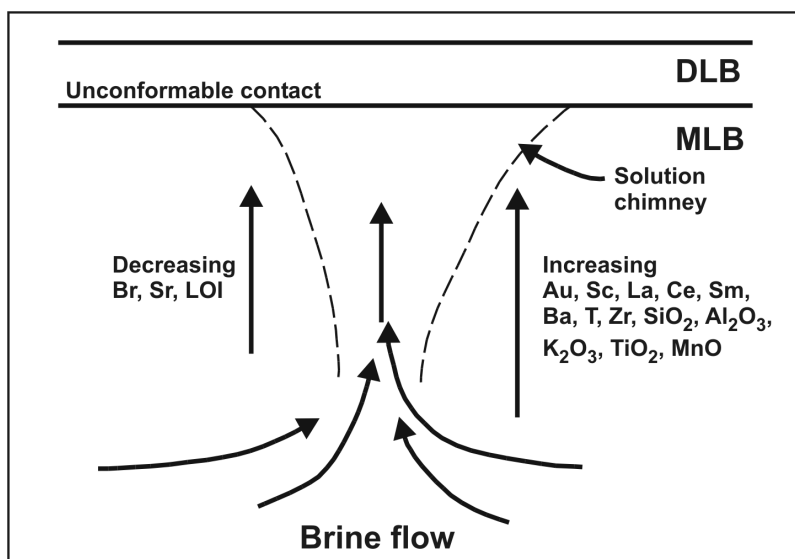 DLB
Unconformable contact
MLB
Solution
chimney
Decreasing
Br, Sr, LOI
Increasing
Au, Sc, La, Ce, Sm,
Ba, T, Zr, SiO₂, Al₂O₃,
K₂O₃, TiO₂, MnO
Brine flow